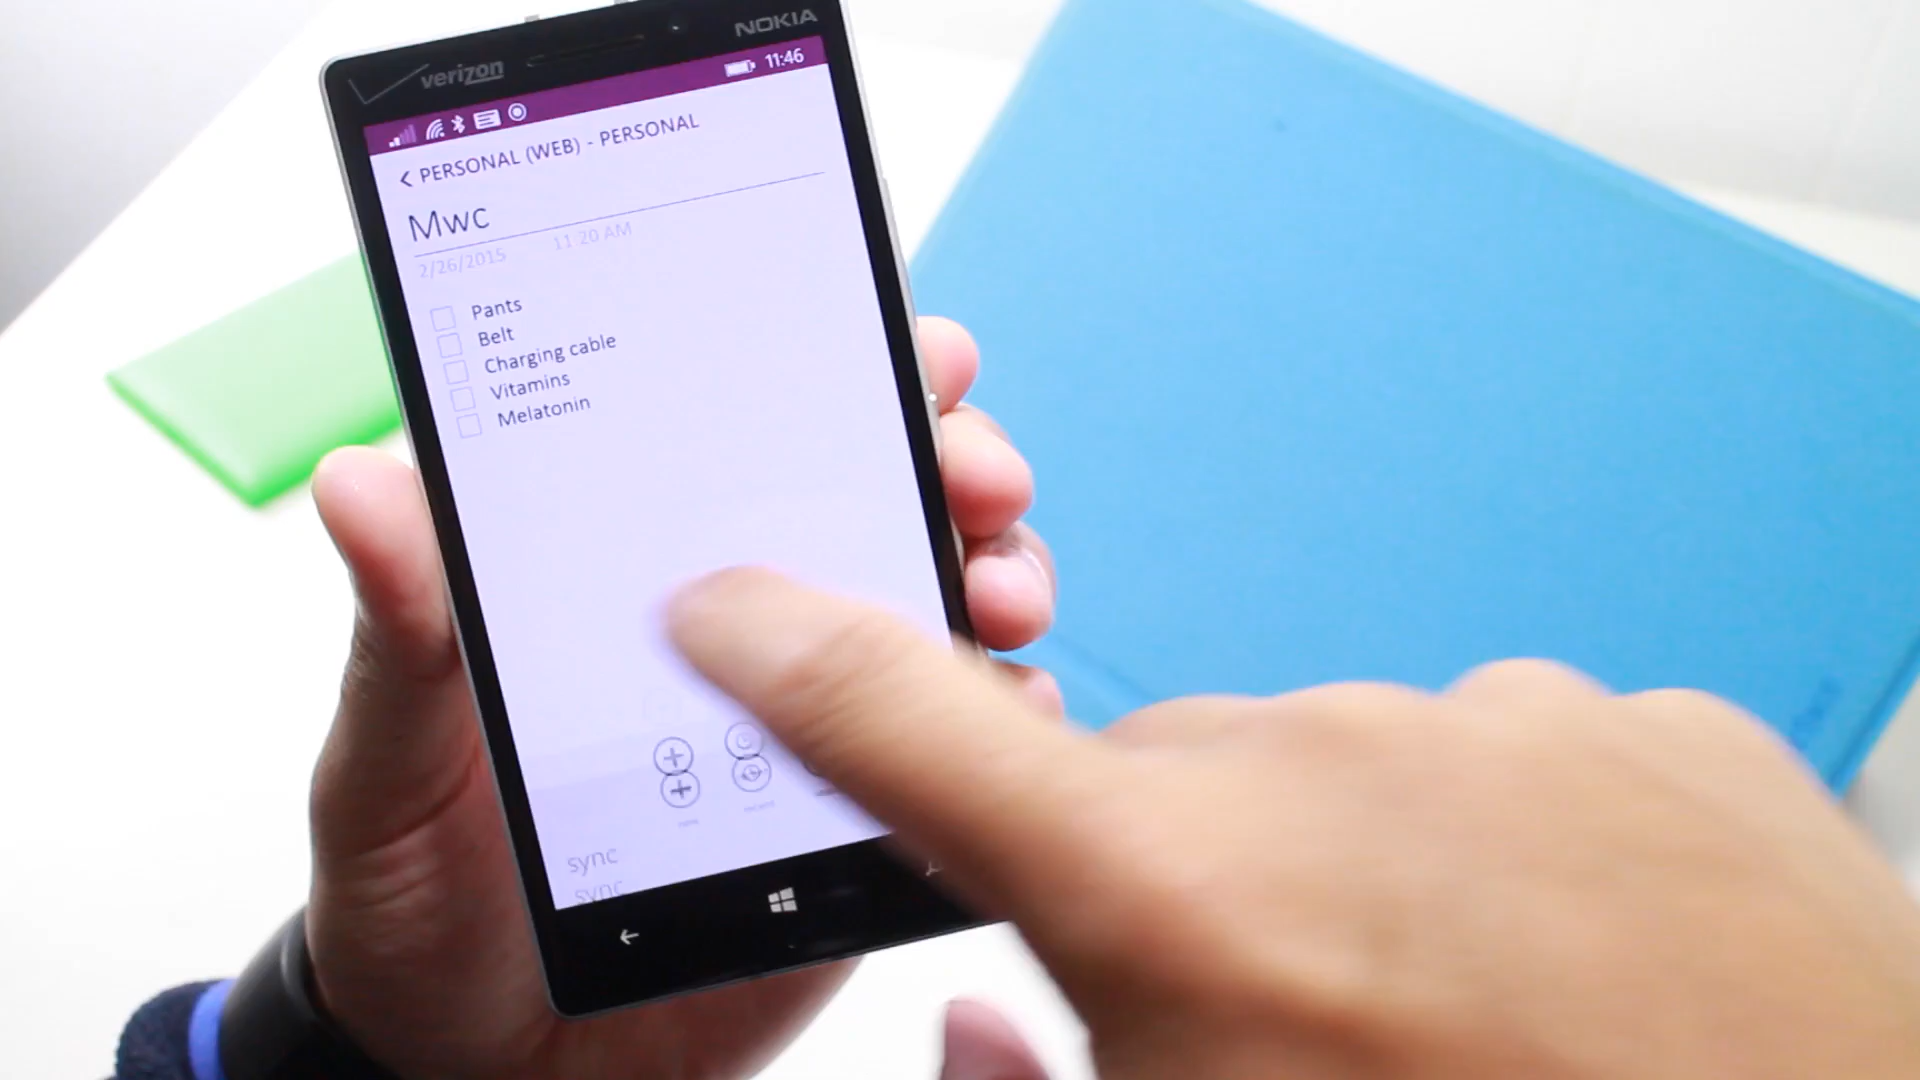 NOKIA
verizon
11:46
PERSONAL (WEB) - PERSONAL
Mwc
2/26/2015 11:20 AM
Pants
Belt
Charging cable
Vitamins
Melatonin
sync
sync